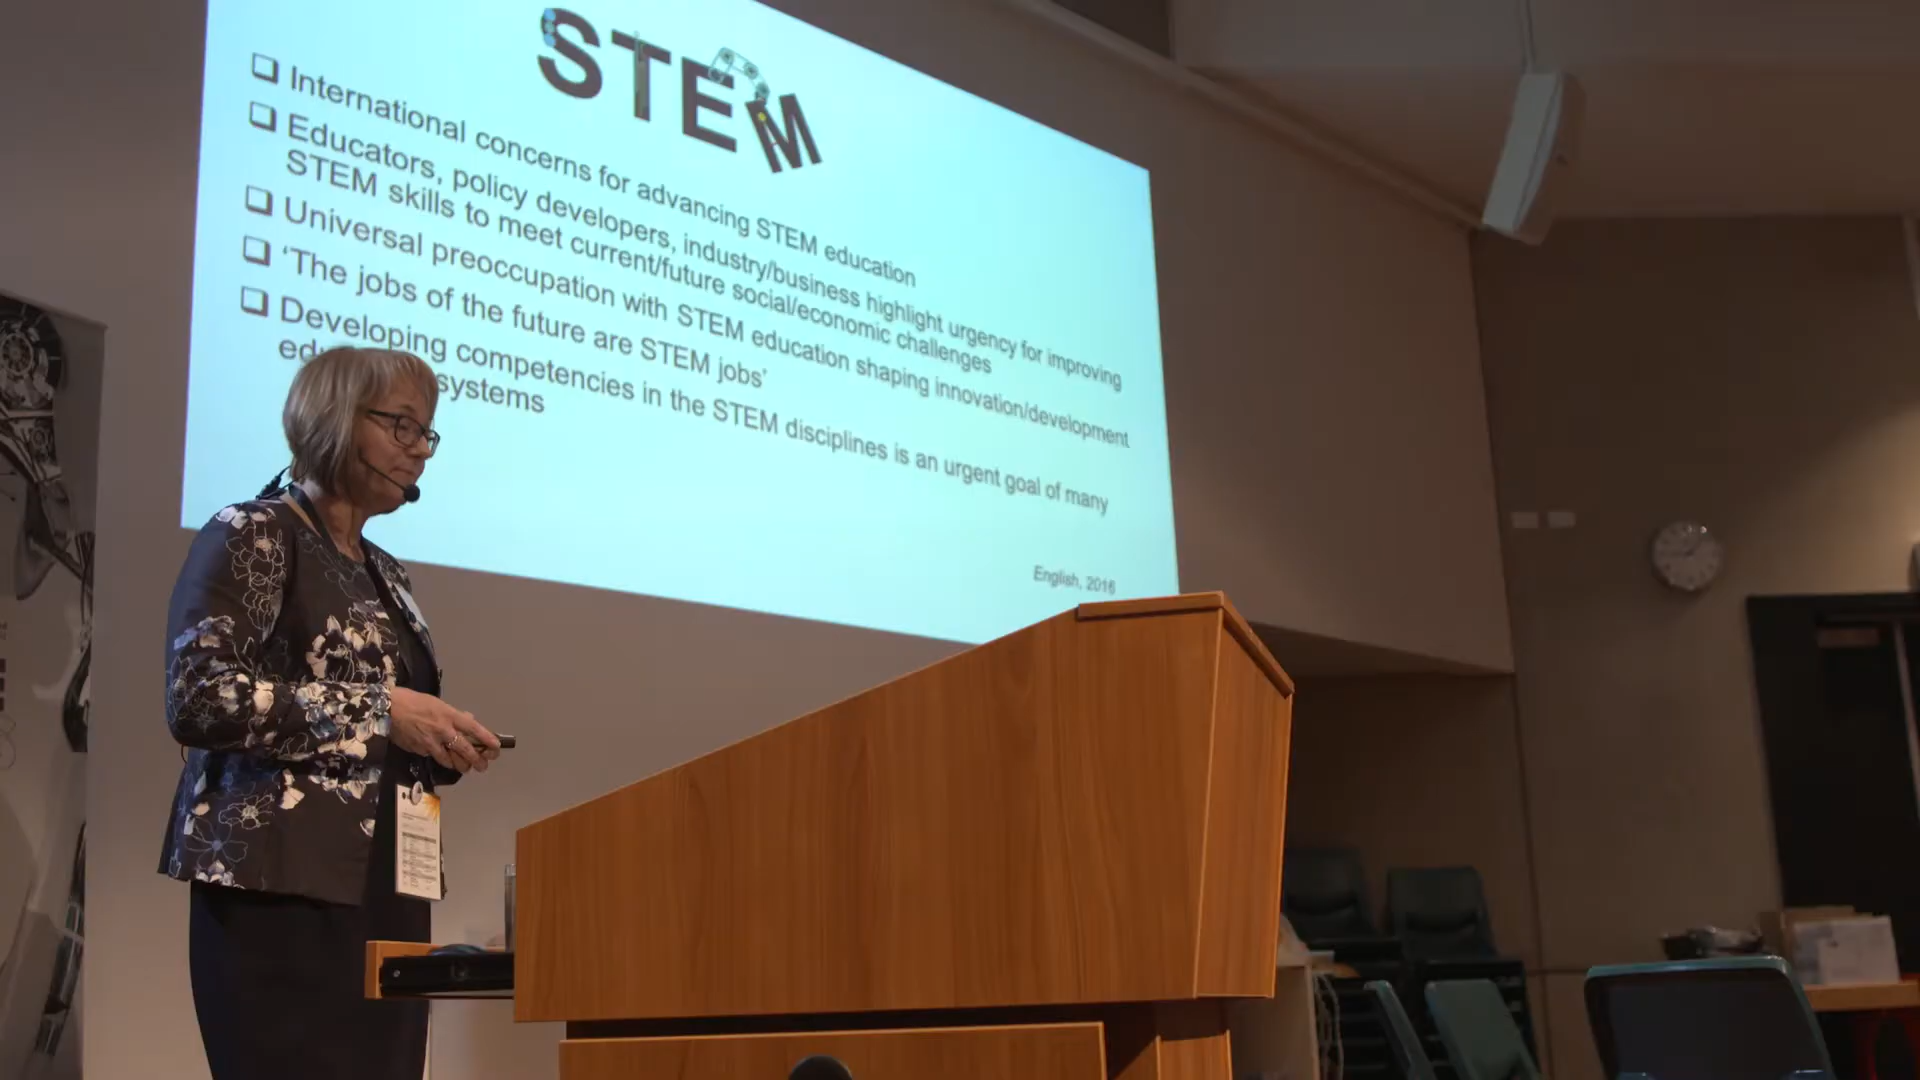 STEM
❑ International concerns for advancing STEM education
❑ Educators, policy developers, industry/business highlight urgency for improving
STEM skills to meet current/future social/economic challenges
❑ Universal preoccupation with STEM education shaping innovation/development
❑ ‘The jobs of the future are STEM jobs’
❑ Developing competencies in the STEM disciplines is an urgent goal of many
systems
English, 2016